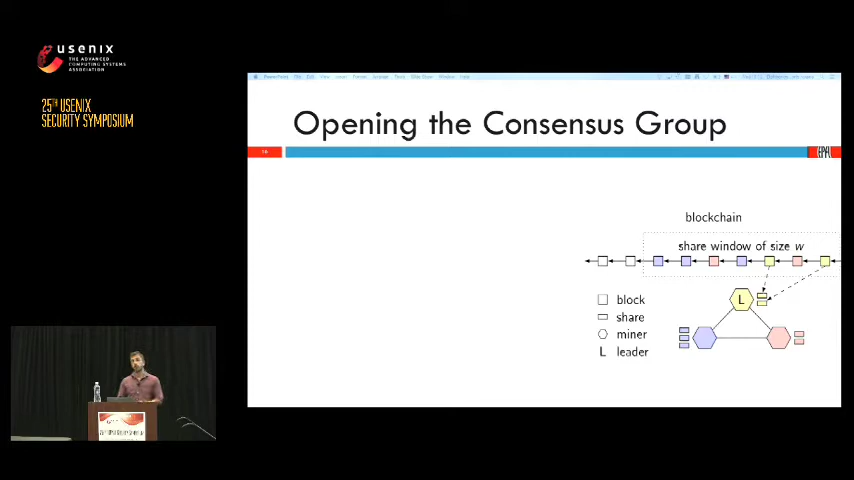 usenix
THE ADVANCED
COMPUTING SYSTEMS
ASSOCIATION
25TH USENIX
SECURITY SYMPOSIUM
Opening the Consensus Group
EPFL
blockchain
share window of size w
block
share
miner
L leader
L